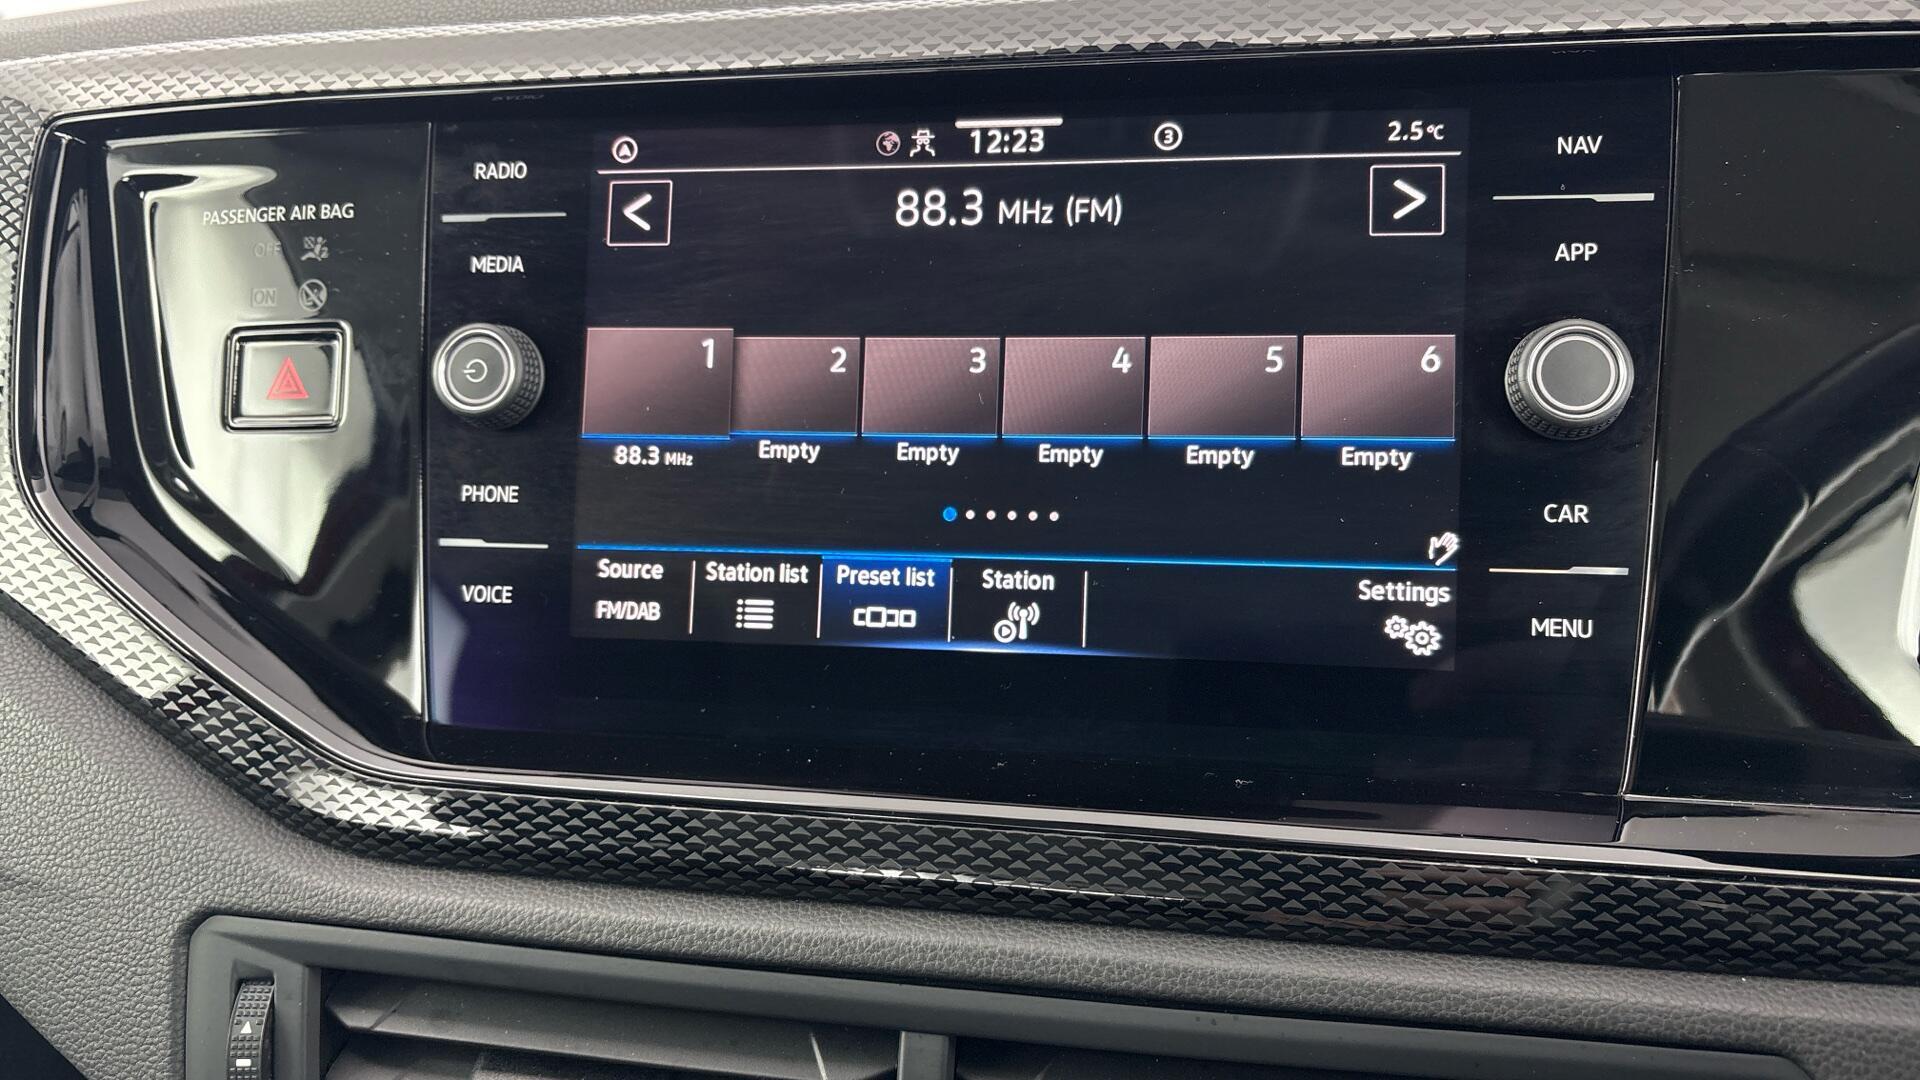 PASSENGER AIR BAG
OFF
ON
RADIO
MEDIA
PHONE
VOICE
12:23
3
2.5°C
< 88.3 MHz (FM) >
1 2 3 4 5 6
88.3 MHz Empty Empty Empty Empty Empty
Source Station list Preset list Station Settings
FM/DAB
NAV
APP
CAR
MENU